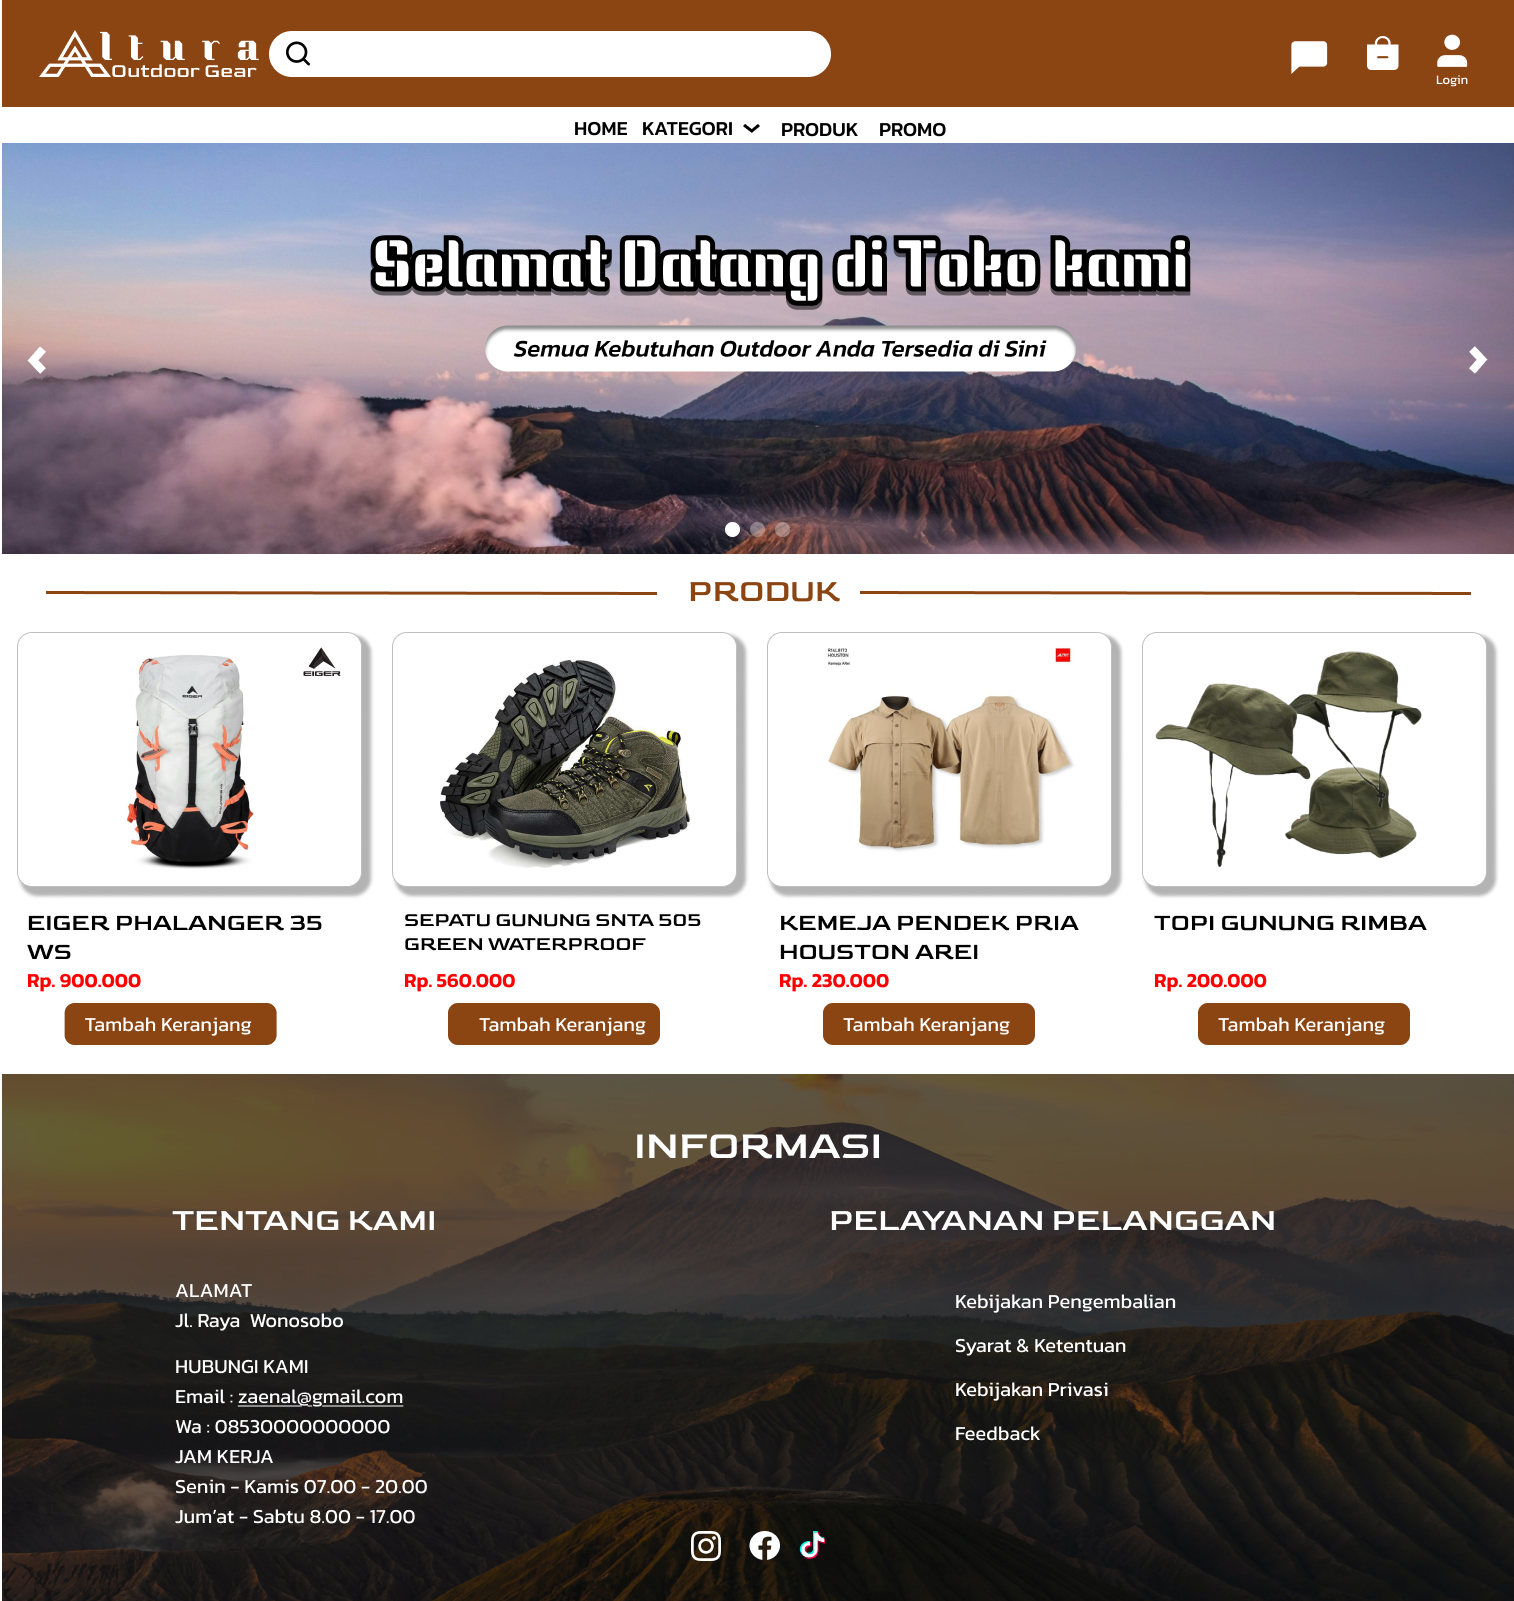 Altura
Outdoor Gear
Login
HOME KATEGORI PRODUK PROMO
Selamat Datang di Toko kami
Semua Kebutuhan Outdoor Anda Tersedia di Sini
PRODUK
EIGER
EIGER
HOUSTON
Kemeja Arei
EIGER PHALANGER 35
WS
Rp. 900.000
Tambah Keranjang
SEPATU GUNUNG SNTA 505
GREEN WATERPROOF
Rp. 560.000
Tambah Keranjang
KEMEJA PENDEK PRIA
HOUSTON AREI
Rp. 230.000
Tambah Keranjang
TOPI GUNUNG RIMBA
Rp. 200.000
Tambah Keranjang
INFORMASI
TENTANG KAMI
ALAMAT
Jl. Raya  Wonosobo
HUBUNGI KAMI
Email : zaenal@gmail.com
Wa : 08530000000000
JAM KERJA
Senin - Kamis 07.00 - 20.00
Jum’at - Sabtu 8.00 - 17.00
PELAYANAN PELANGGAN
Kebijakan Pengembalian
Syarat & Ketentuan
Kebijakan Privasi
Feedback